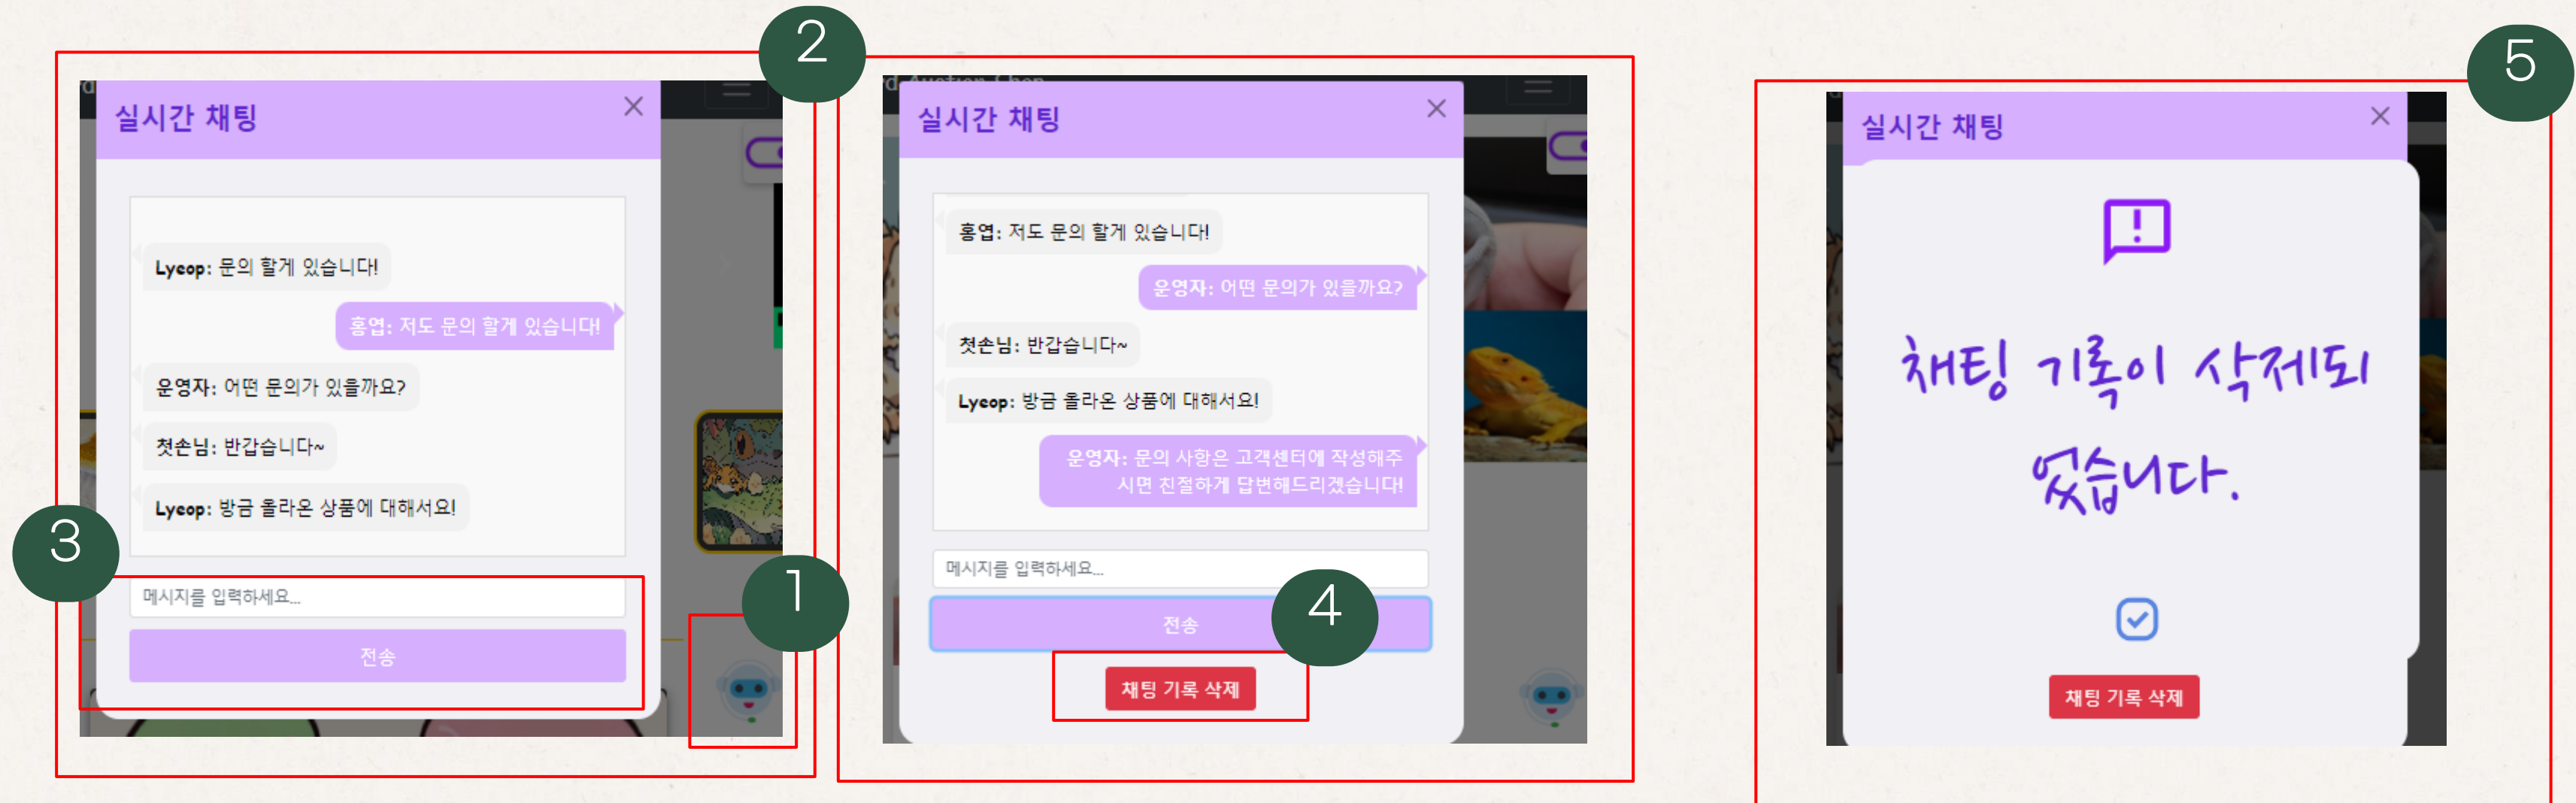 2
5
실시간 채팅
Lyeop: 문의 할게 있습니다!
홍엽: 저도 문의 할게 있습니다!
운영자: 어떤 문의가 있을까요?
첫손님: 반갑습니다~
Lyeop: 방금 올라온 상품에 대해서요!
3
메시지를 입력하세요...
전송
1
실시간 채팅
홍엽: 저도 문의 할게 있습니다!
운영자: 어떤 문의가 있을까요?
첫손님: 반갑습니다~
Lyeop: 방금 올라온 상품에 대해서요!
운영자: 문의 사항은 고객센터에 작성해주
시면 친절하게 답변해드리겠습니다!
메시지를 입력하세요...
전송
4
채팅 기록 삭제
실시간 채팅
채팅 기록이 삭제되
었습니다.
채팅 기록 삭제